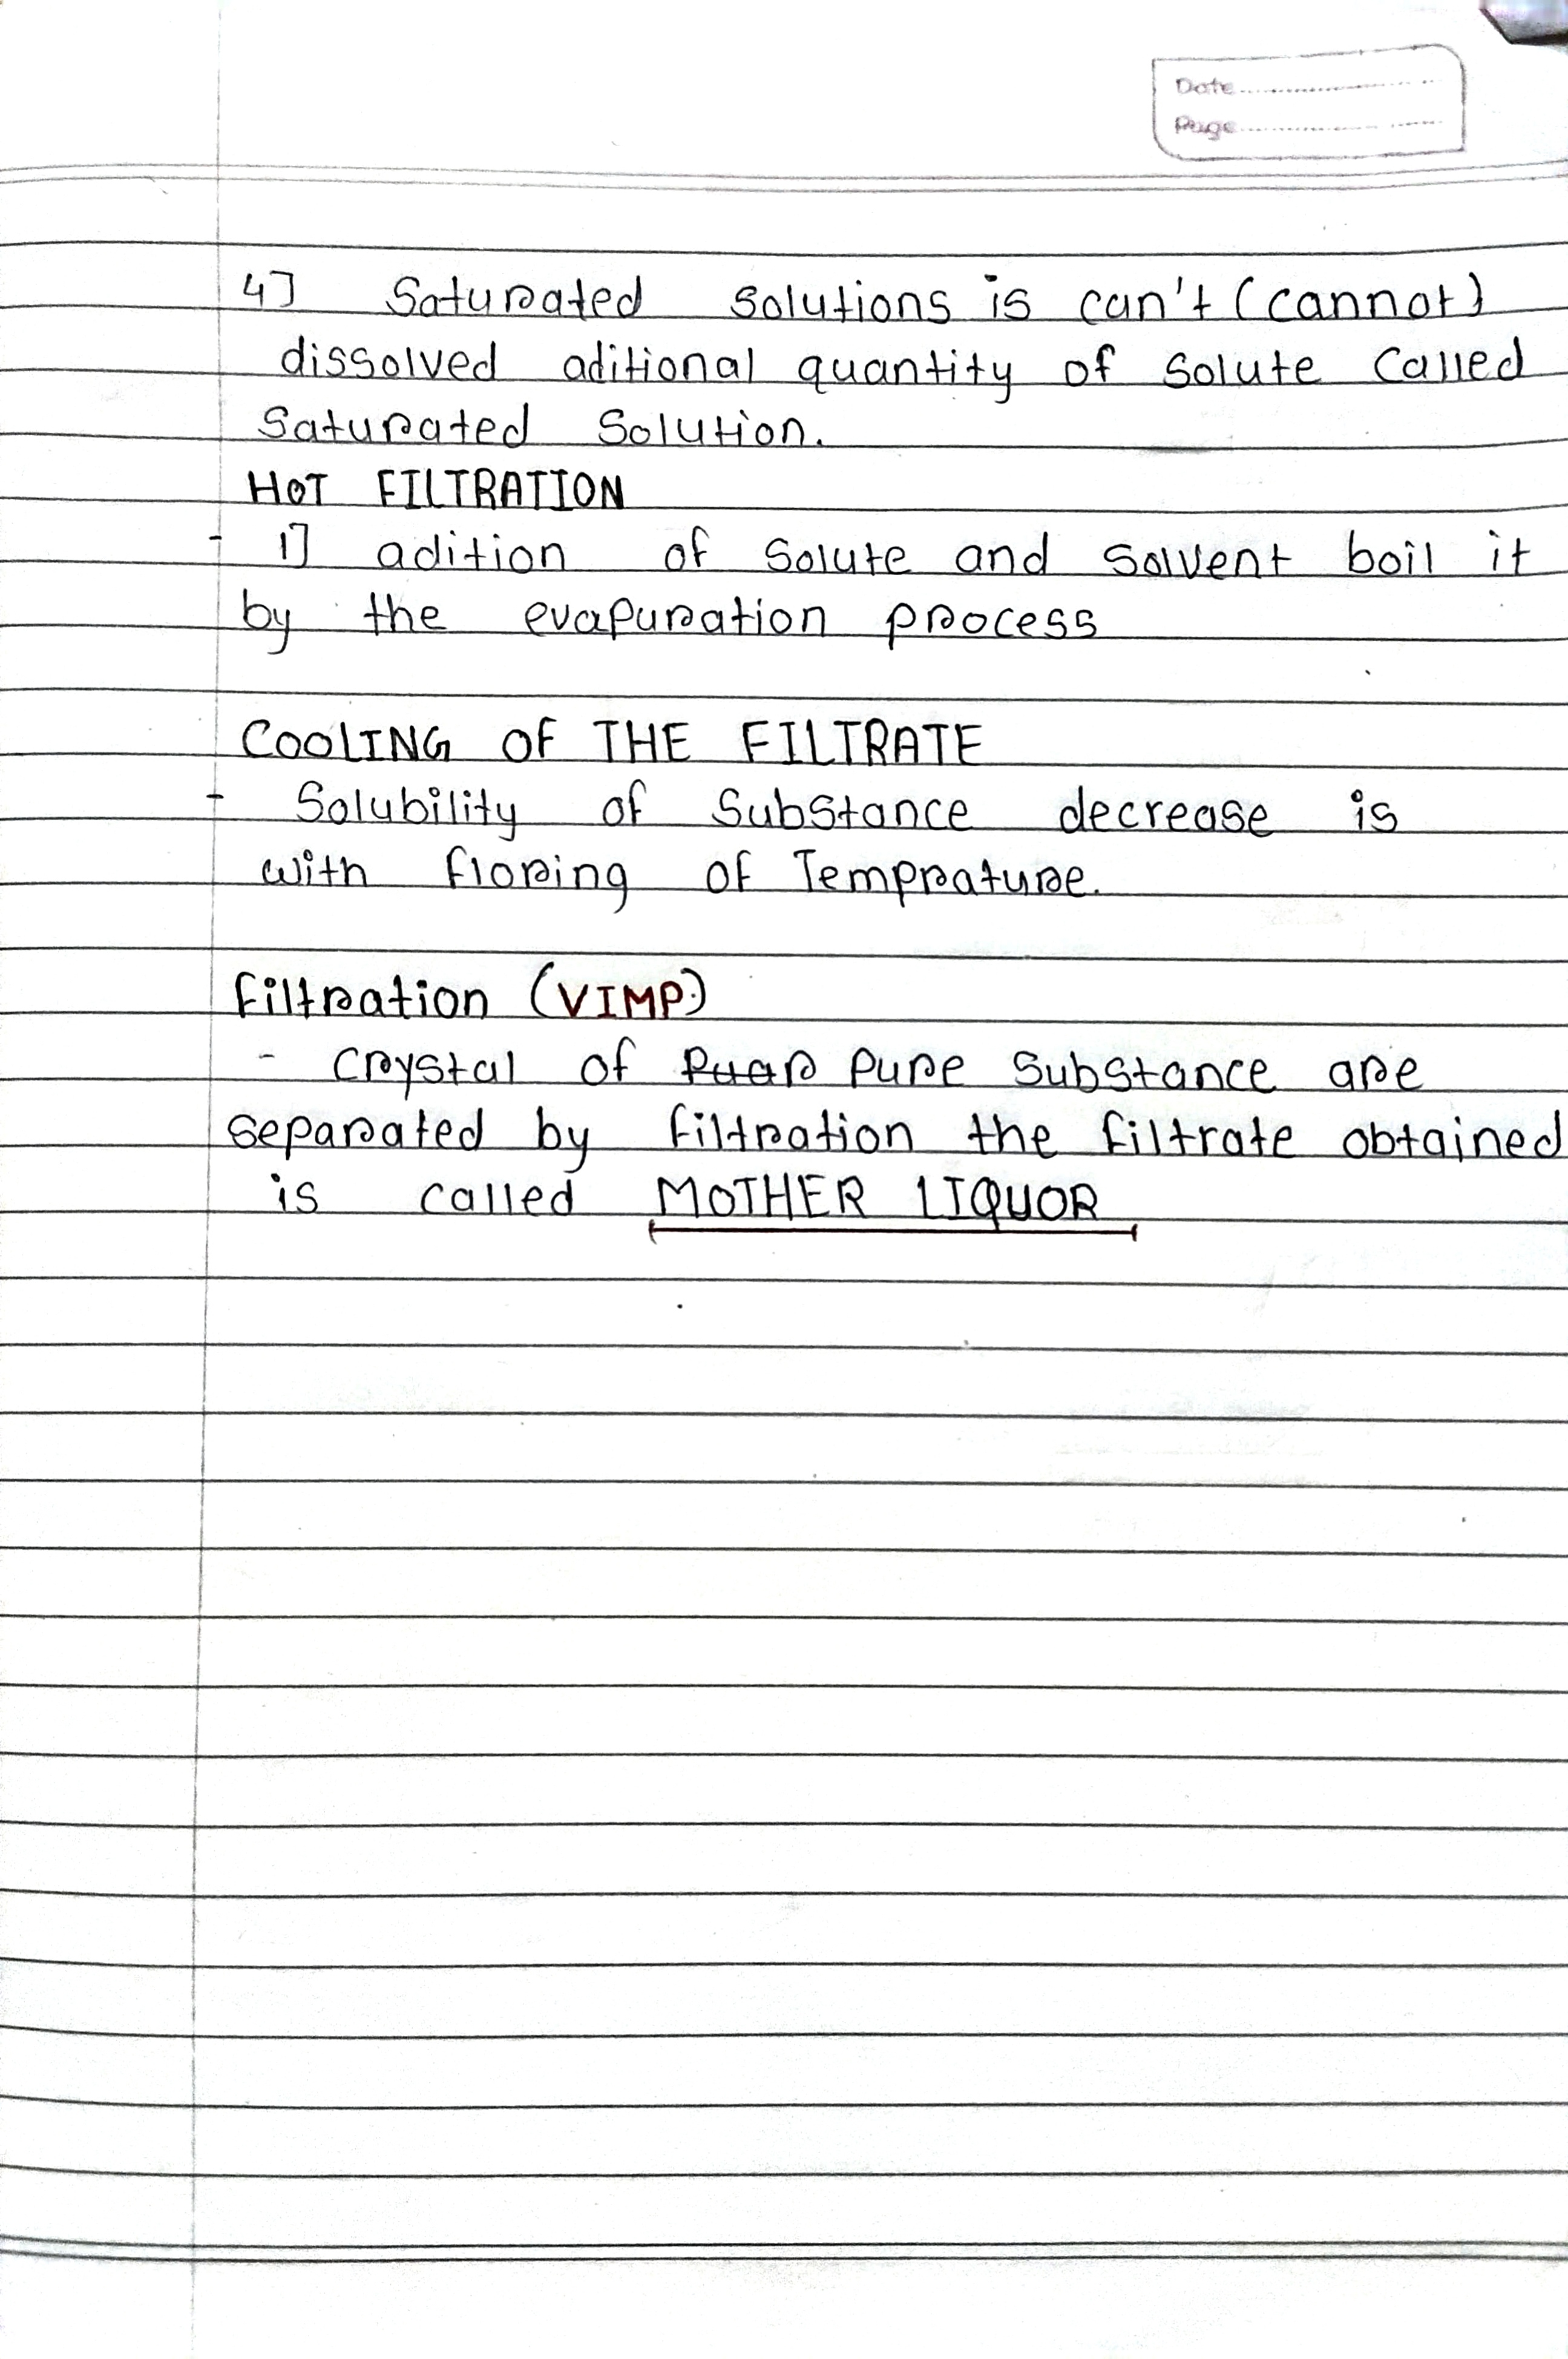 Date
Page
4] Saturated solutions is can't (cannot)
dissolved aditional quantity of solute called
saturated solution.
HOT FILTRATION
- 1] adition of solute and solvent boil it
by the evapuration process
COOLING OF THE FILTRATE
- Solubility of substance decrease is
with floring of Temprature.
Filtration (VIMP.)
- Crystal of Pure substance are
separated by filtration the filtrate obtained
is called MOTHER LIQUOR